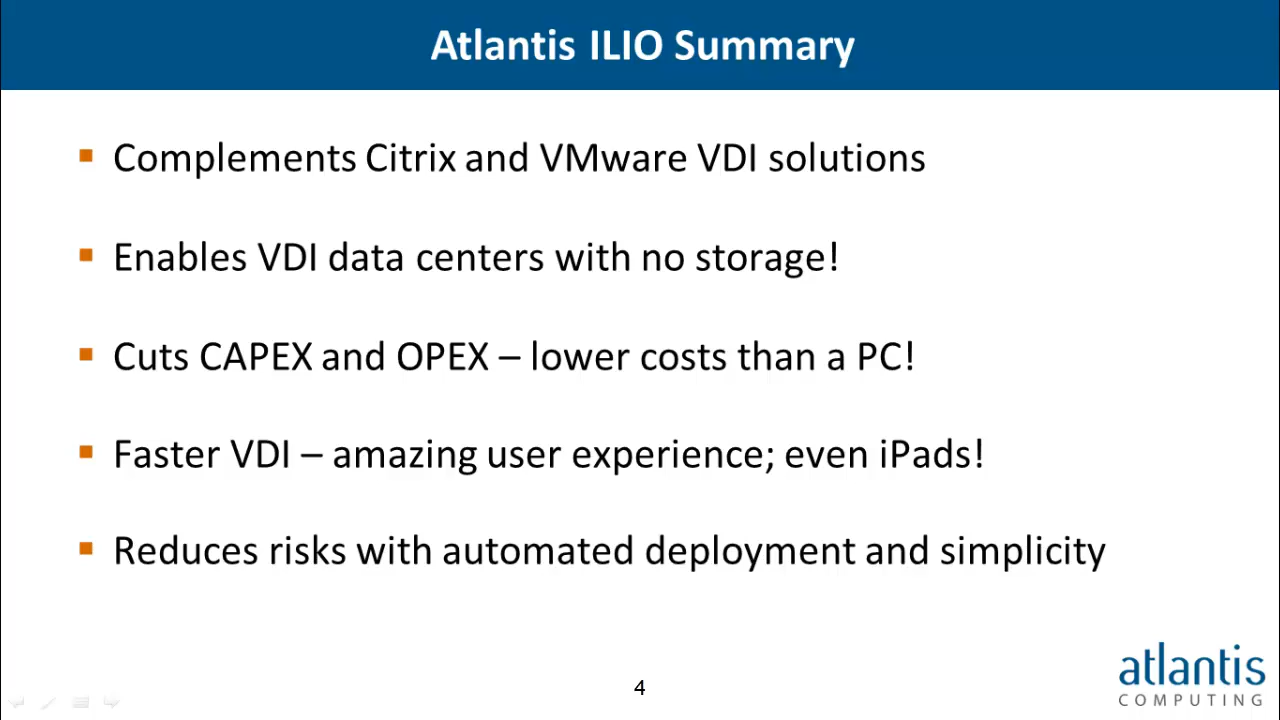 Atlantis ILIO Summary
Complements Citrix and VMware VDI solutions
Enables VDI data centers with no storage!
Cuts CAPEX and OPEX – lower costs than a PC!
Faster VDI – amazing user experience; even iPads!
Reduces risks with automated deployment and simplicity
4
atlantis
COMPUTING